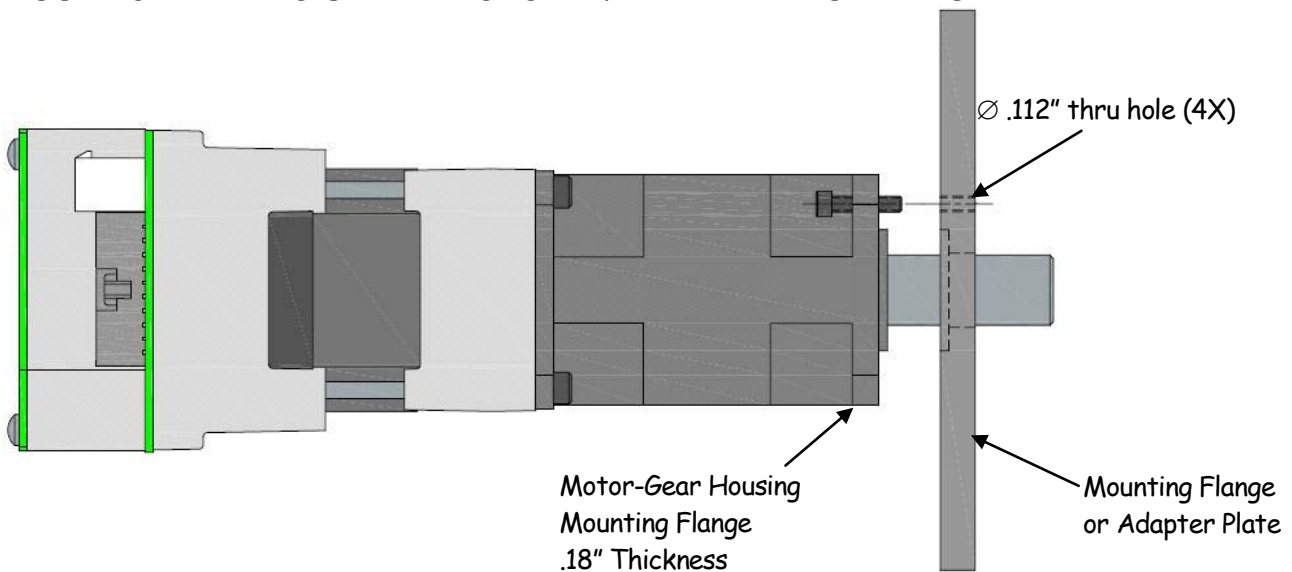 ∅ .112” thru hole (4X)
Motor-Gear Housing
Mounting Flange
.18” Thickness
Mounting Flange
or Adapter Plate